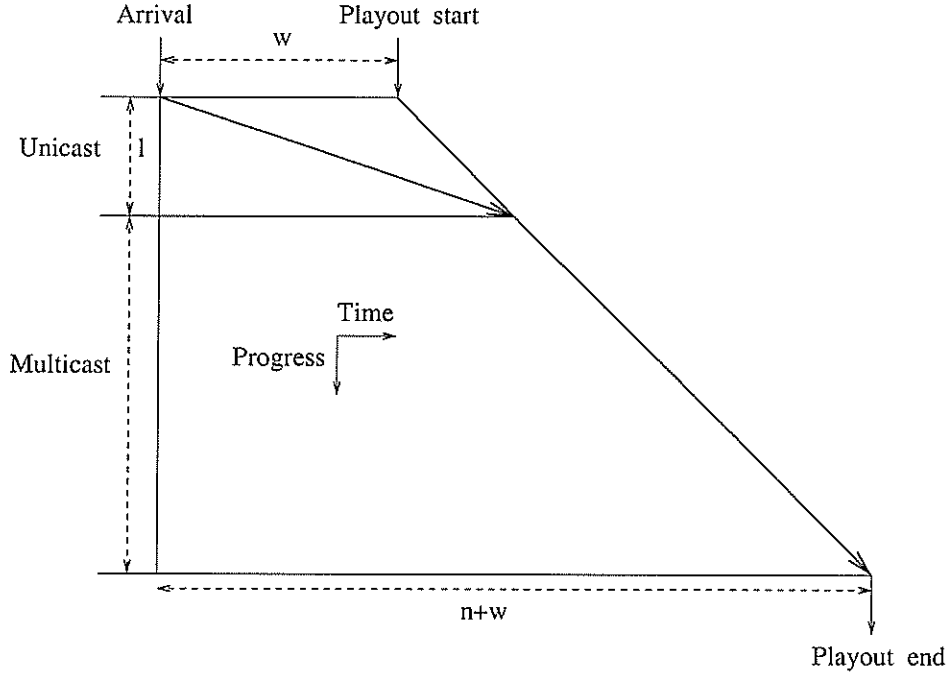 Arrival
Playout start
w
Unicast
l
Time
Progress
Multicast
n+w
Playout end